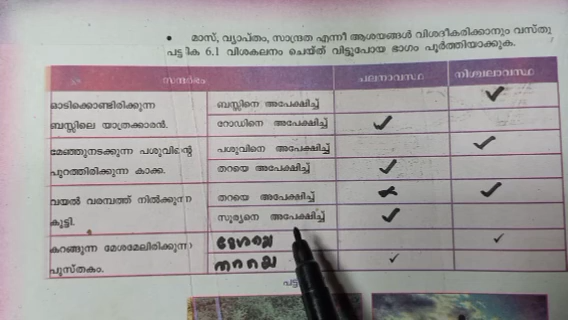 • മാസ്, വ്യാപ്തം, സാന്ദ്രത എന്നീ ആശയങ്ങൾ വിശദീകരിക്കാനും വസ്തു
പട്ടിക 6.1 വിശകലനം ചെയ്ത് വിട്ടുപോയ ഭാഗം പൂർത്തിയാക്കുക.
സന്ദർഭം ചലനാവസ്ഥ നിശ്ചലാവസ്ഥ
ഓടിക്കൊണ്ടിരിക്കുന്ന ബസ്സിനെ അപേക്ഷിച്ച് ✓
ബസ്സിലെ യാത്രക്കാരൻ. റോഡിനെ അപേക്ഷിച്ച് ✓
മേഞ്ഞുനടക്കുന്ന പശുവിന്റെ പശുവിനെ അപേക്ഷിച്ച് ✓
പുറത്തിരിക്കുന്ന കാക്ക. തറയെ അപേക്ഷിച്ച് ✓
വയൽ വരമ്പത്ത് നിൽക്കുന്ന തറയെ അപേക്ഷിച്ച് ✓
കുട്ടി. സൂര്യനെ അപേക്ഷിച്ച് ✓
കറങ്ങുന്ന മേശമേലിരിക്കുന്ന ✓
പുസ്തകം. തറയെ ✓